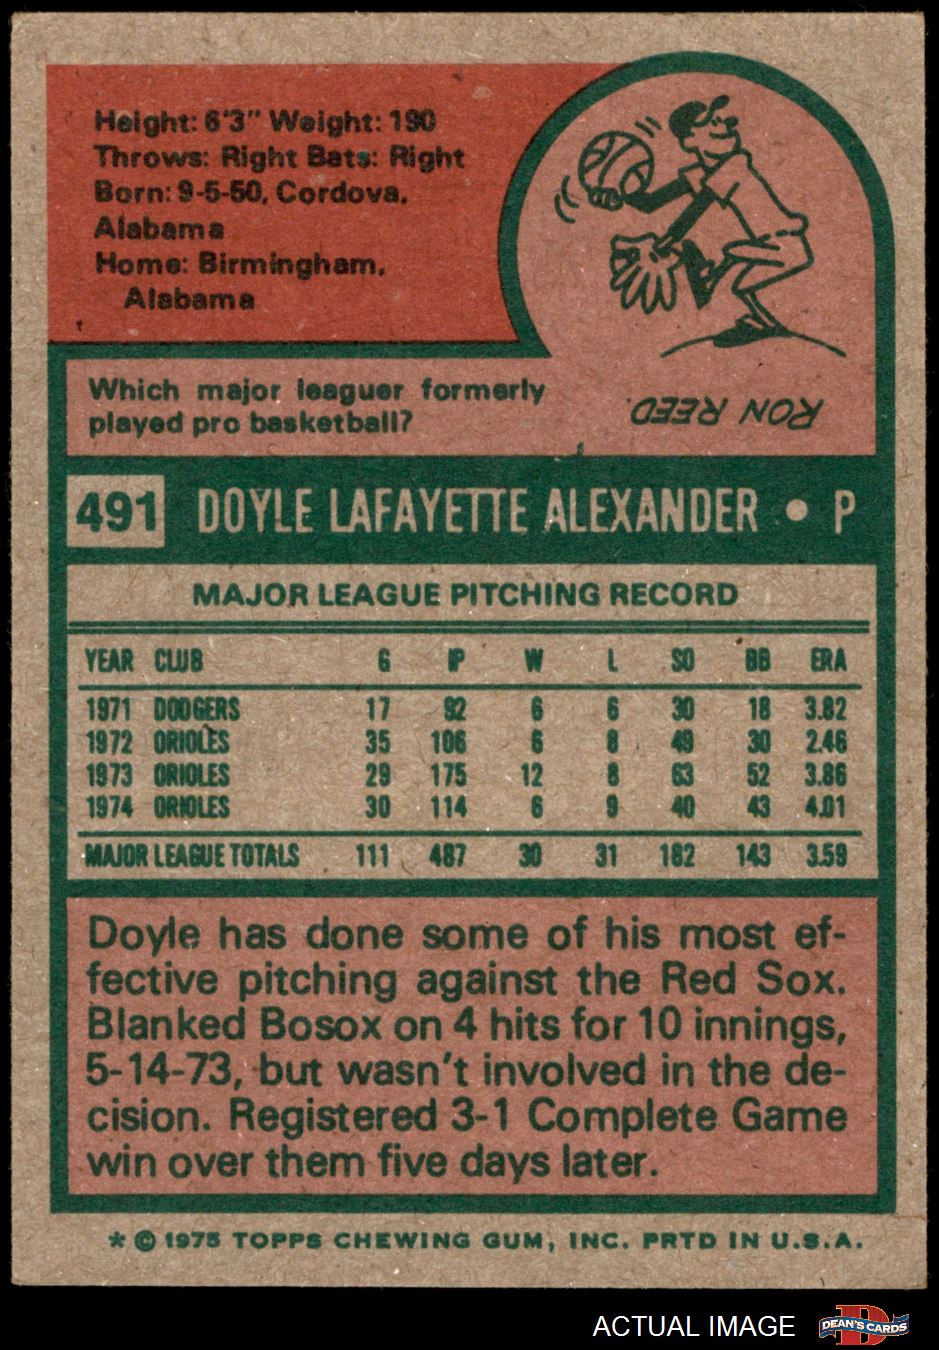 Height: 6'3" Weight: 190
Throws: Right Bats: Right
Born: 9-5-50, Cordova,
Alabama
Home: Birmingham,
Alabama
Which major leaguer formerly
played pro basketball?
RON REED.
491 DOYLE LAFAYETTE ALEXANDER • P
MAJOR LEAGUE PITCHING RECORD
YEAR CLUB G IP W L SO BB ERA
1971 DODGERS 17 92 6 6 30 18 3.82
1972 ORIOLES 35 106 6 8 49 30 2.46
1973 ORIOLES 29 175 12 8 63 52 3.86
1974 ORIOLES 30 114 6 9 40 43 4.01
MAJOR LEAGUE TOTALS 111 487 30 31 182 143 3.59
Doyle has done some of his most ef-
fective pitching against the Red Sox.
Blanked Bosox on 4 hits for 10 innings,
5-14-73, but wasn't involved in the de-
cision. Registered 3-1 Complete Game
win over them five days later.
* © 1975 TOPPS CHEWING GUM, INC. PRTD IN U.S.A.
ACTUAL IMAGE
D
DEAN'S CARDS